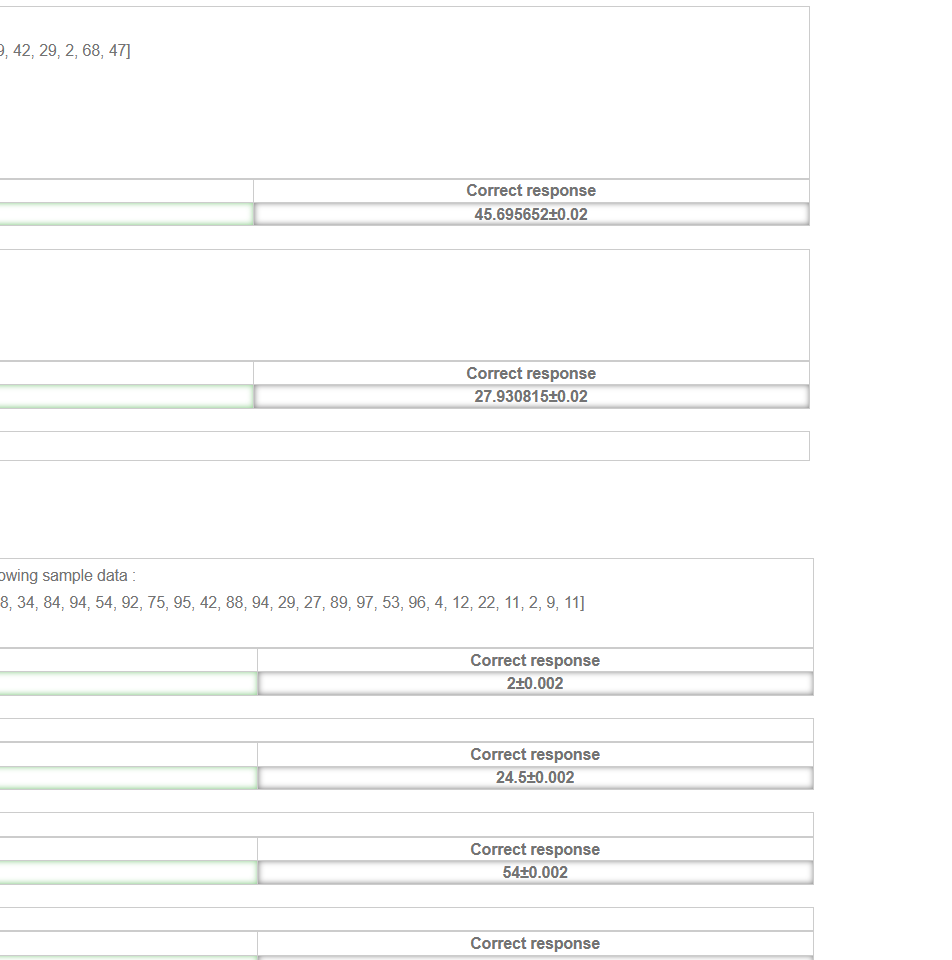 9, 42, 29, 2, 68, 47]
Correct response
45.695652±0.02
Correct response
27.930815±0.02
owing sample data :
8, 34, 84, 94, 54, 92, 75, 95, 42, 88, 94, 29, 27, 89, 97, 53, 96, 4, 12, 22, 11, 2, 9, 11]
Correct response
2±0.002
Correct response
24.5±0.002
Correct response
54±0.002
Correct response